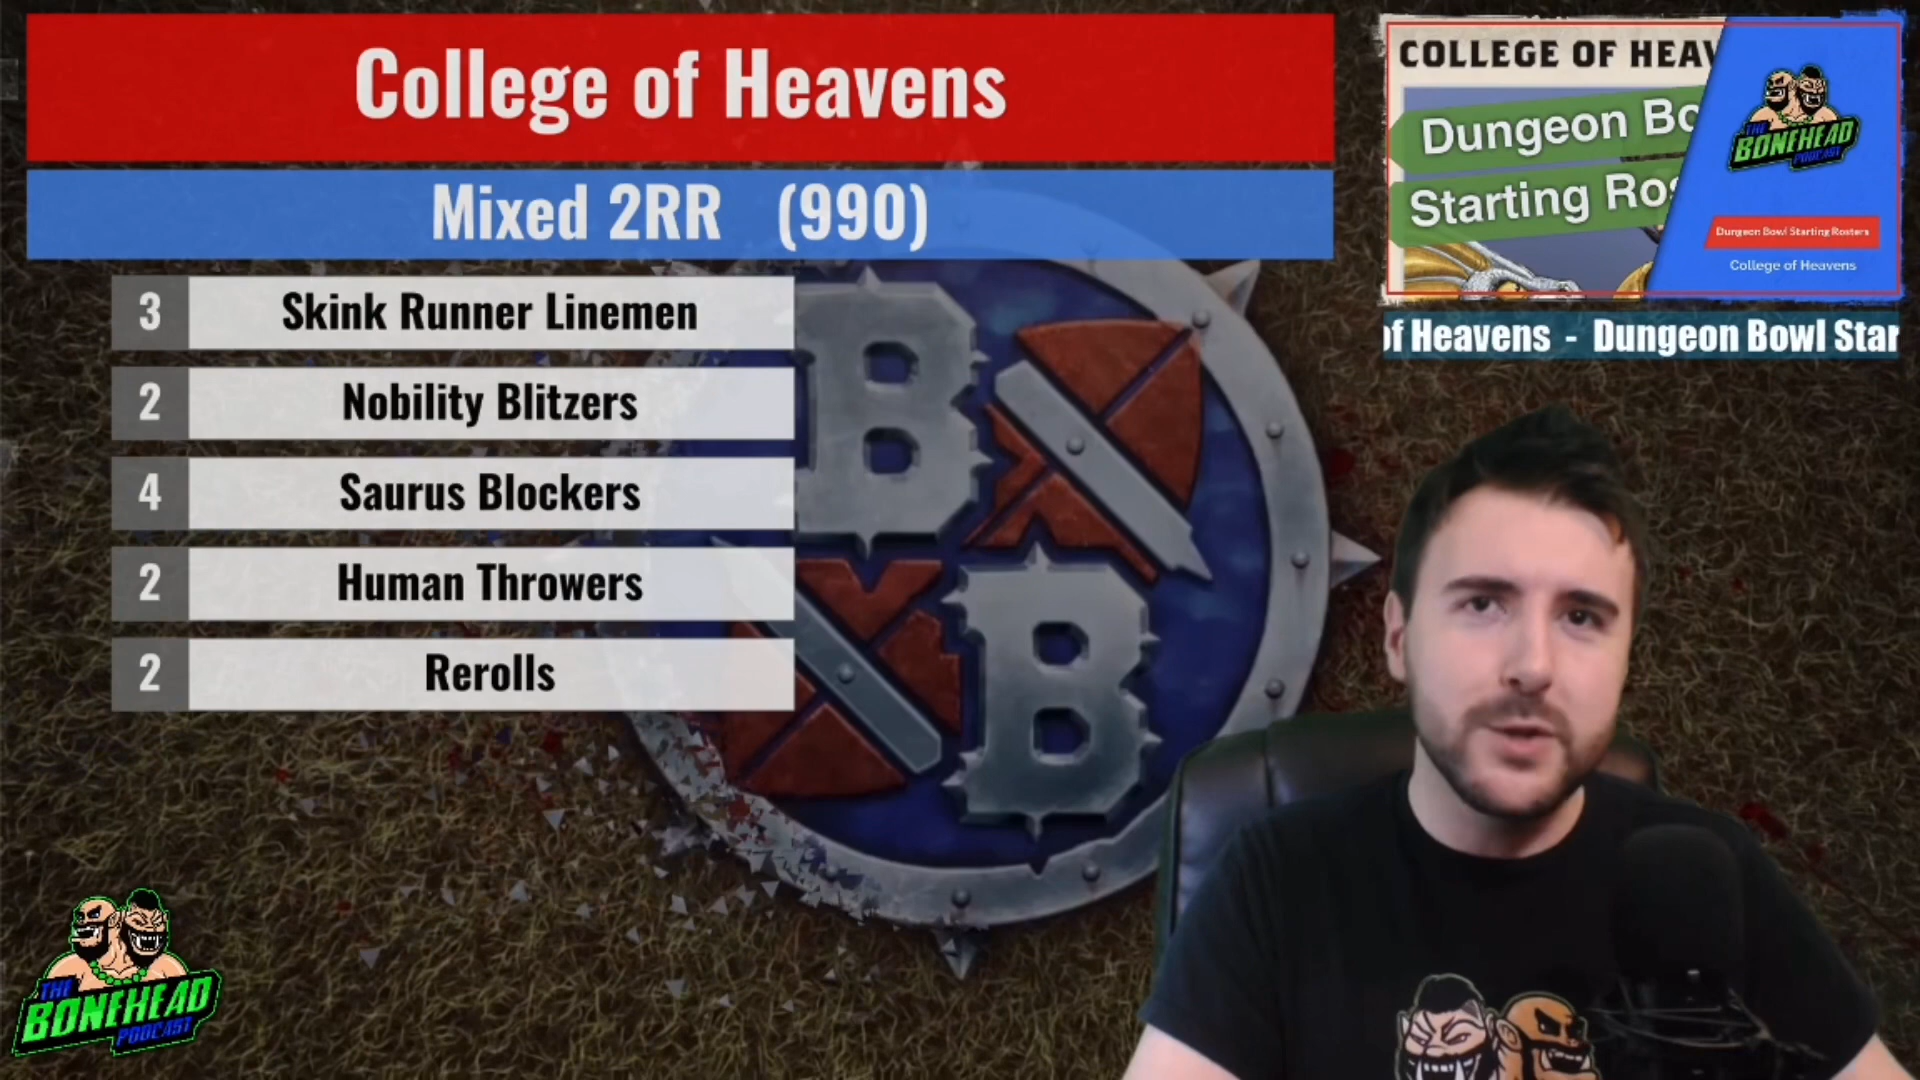 College of Heavens
Mixed 2RR (990)
3 Skink Runner Linemen
2 Nobility Blitzers
4 Saurus Blockers
2 Human Throwers
2 Rerolls
COLLEGE OF HEAV
Dungeon Bo
Starting Ros
THE
BONEHEAD
PODCAST
Dungeon Bowl Starting Rosters
College of Heavens
of Heavens - Dungeon Bowl Star
B
B
THE
BONEHEAD
PODCAST